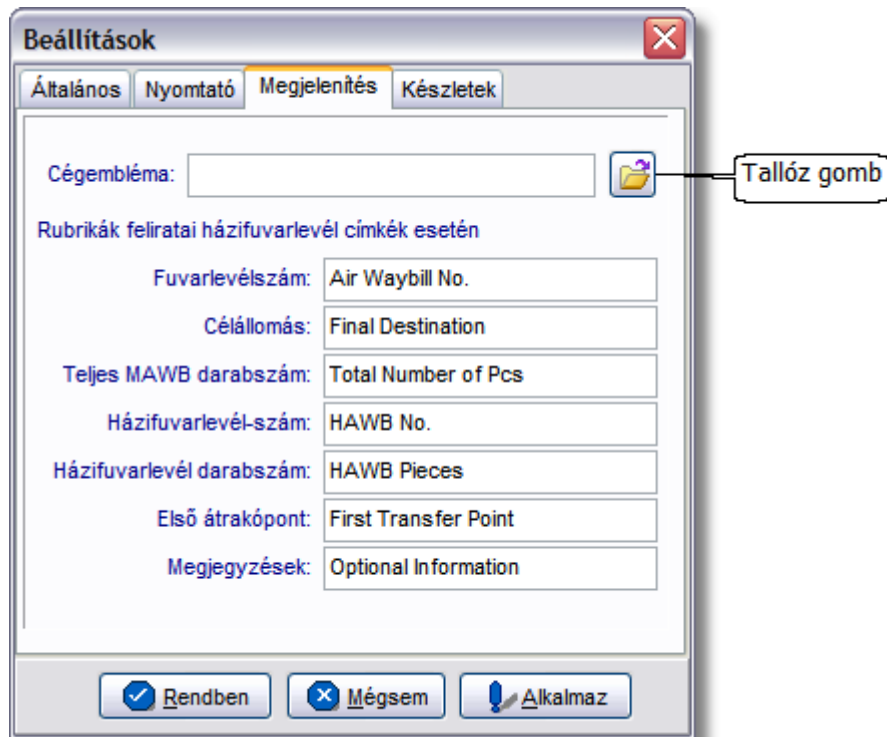 Beállítások
Általános Nyomtató Megjelenítés Készletek
Cégembléma:
Tallóz gomb
Rubrikák feliratai házifuvarlevél címkék esetén
Fuvarlevélszám: Air Waybill No.
Célállomás: Final Destination
Teljes MAWB darabszám: Total Number of Pcs
Házifuvarlevél-szám: HAWB No.
Házifuvarlevél darabszám: HAWB Pieces
Első átrakópont: First Transfer Point
Megjegyzések: Optional Information
Rendben Mégsem Alkalmaz